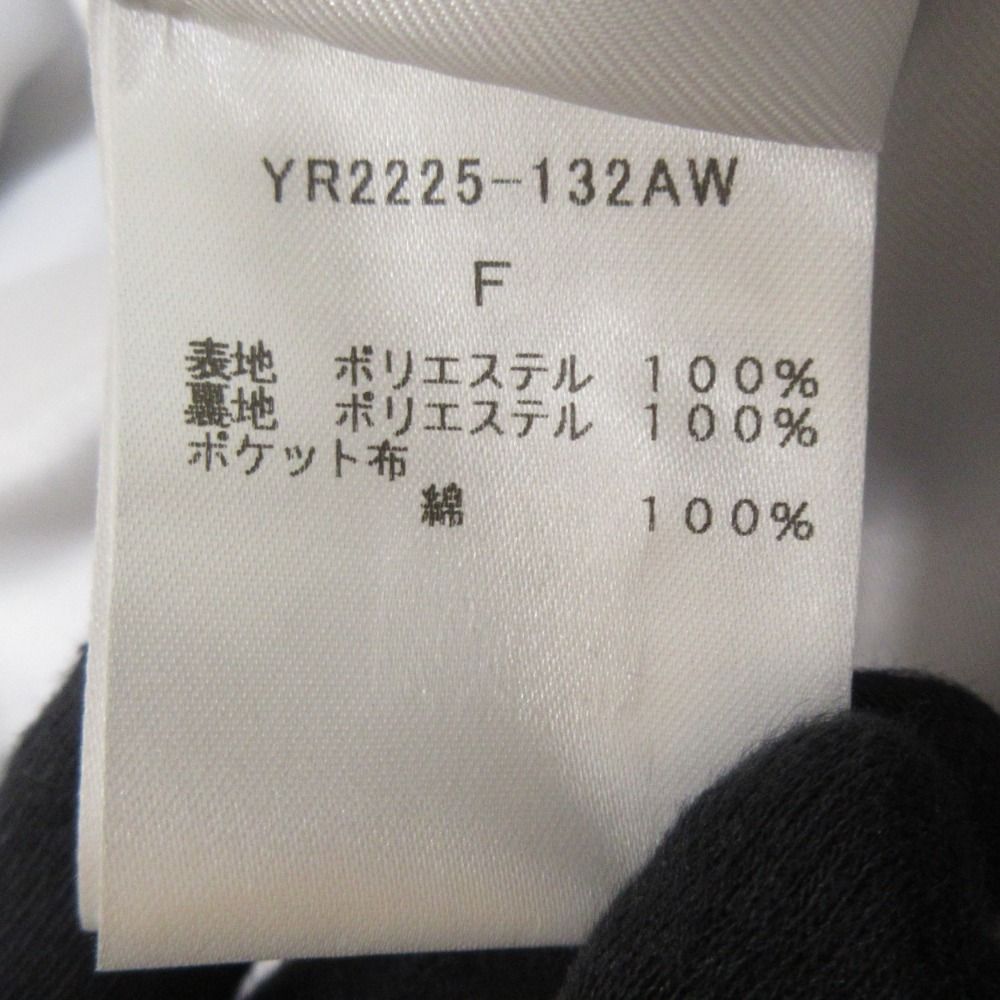 YR2225-132AW
F
表地 ポリエステル 100%
裏地 ポリエステル 100%
ポケット布
綿 100%